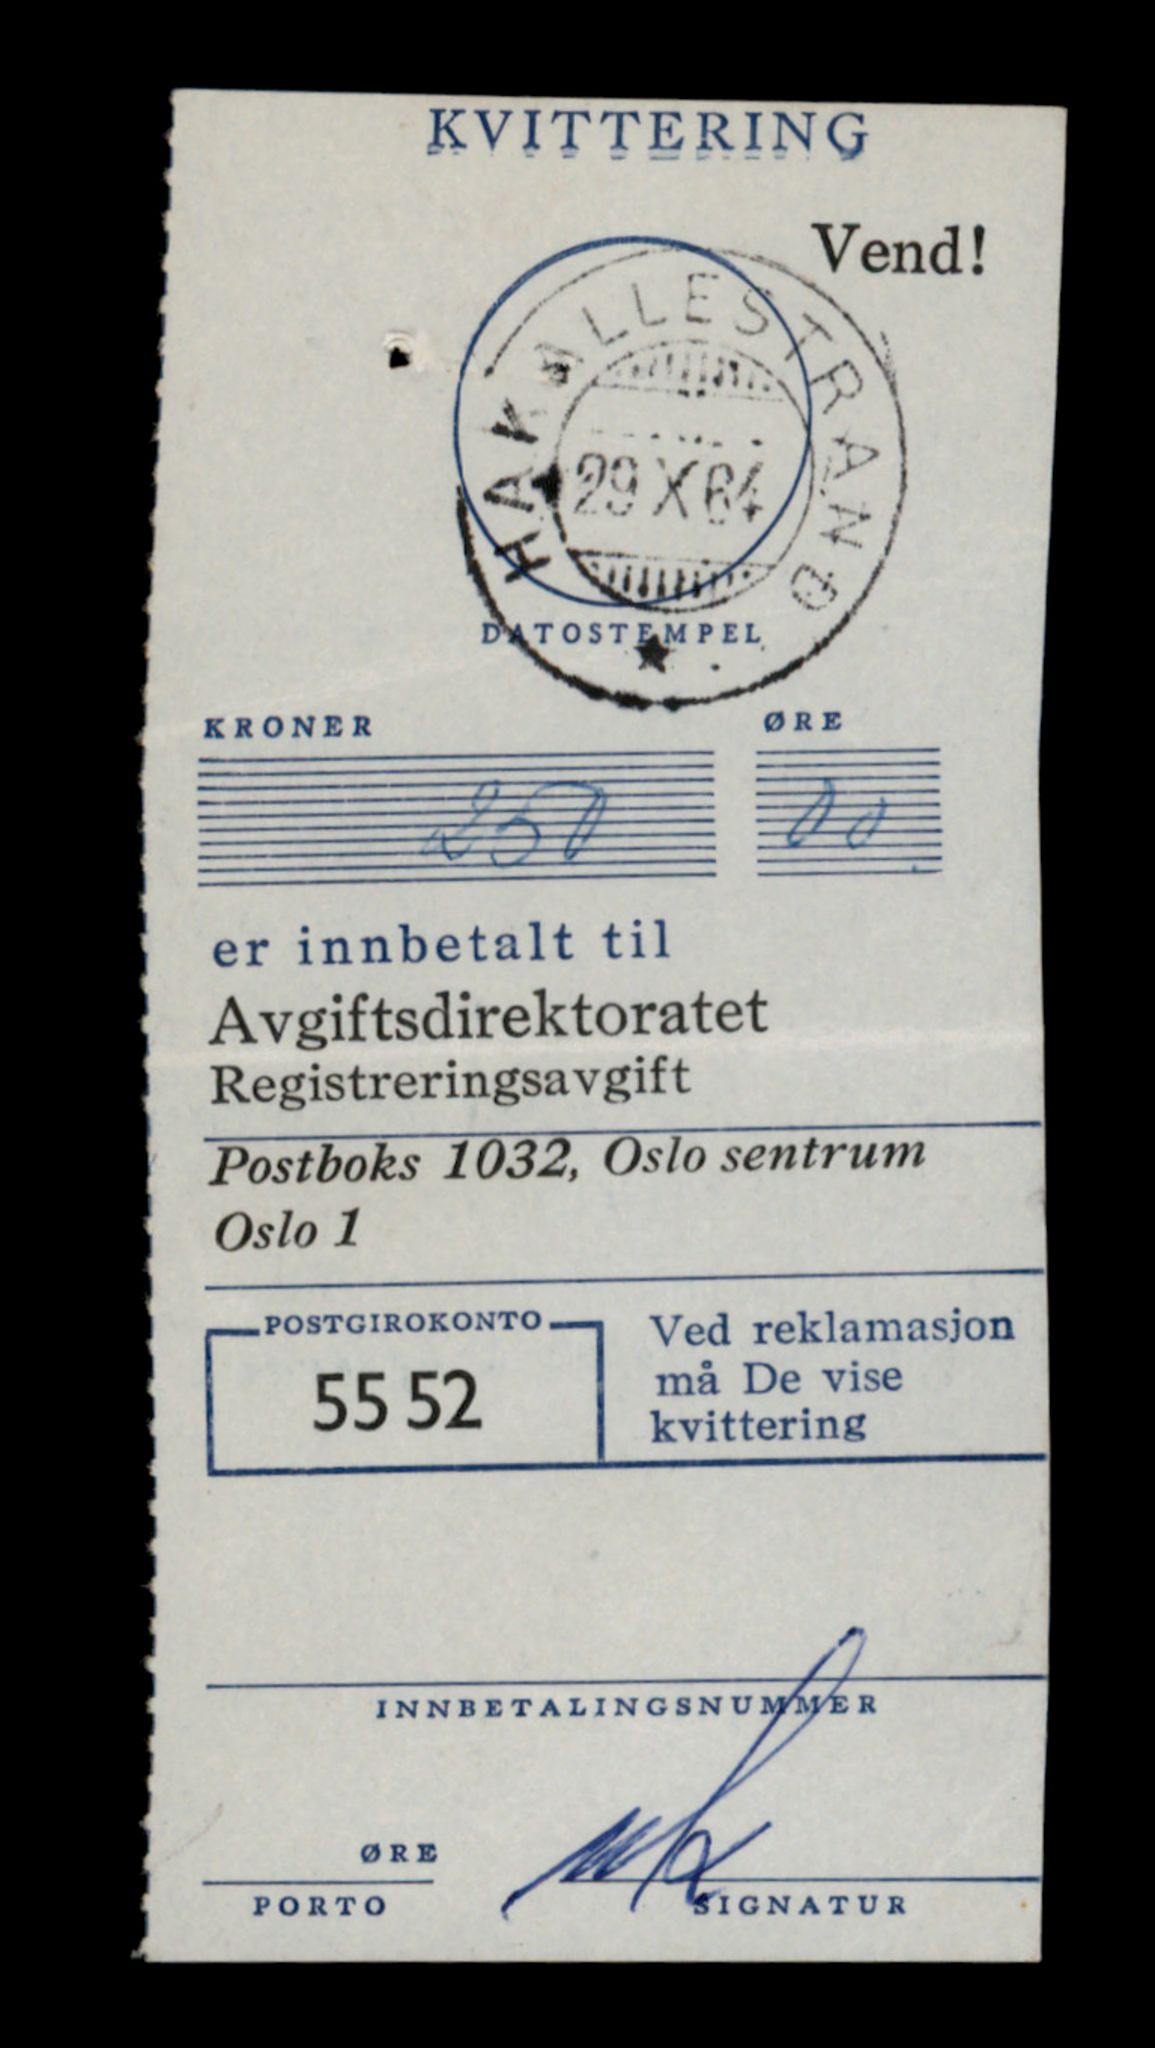 KVITTERING
Vend!
HAKALLESTRAND
29 X 64
DATOSTEMPEL
KRONER ØRE
250 00
er innbetalt til
Avgiftsdirektoratet
Registreringsavgift
Postboks 1032, Oslo sentrum
Oslo 1
POSTGIROKONTO
55 52
Ved reklamasjon
må De vise
kvittering
INNBETALINGSNUMMER
ØRE
PORTO
SIGNATUR